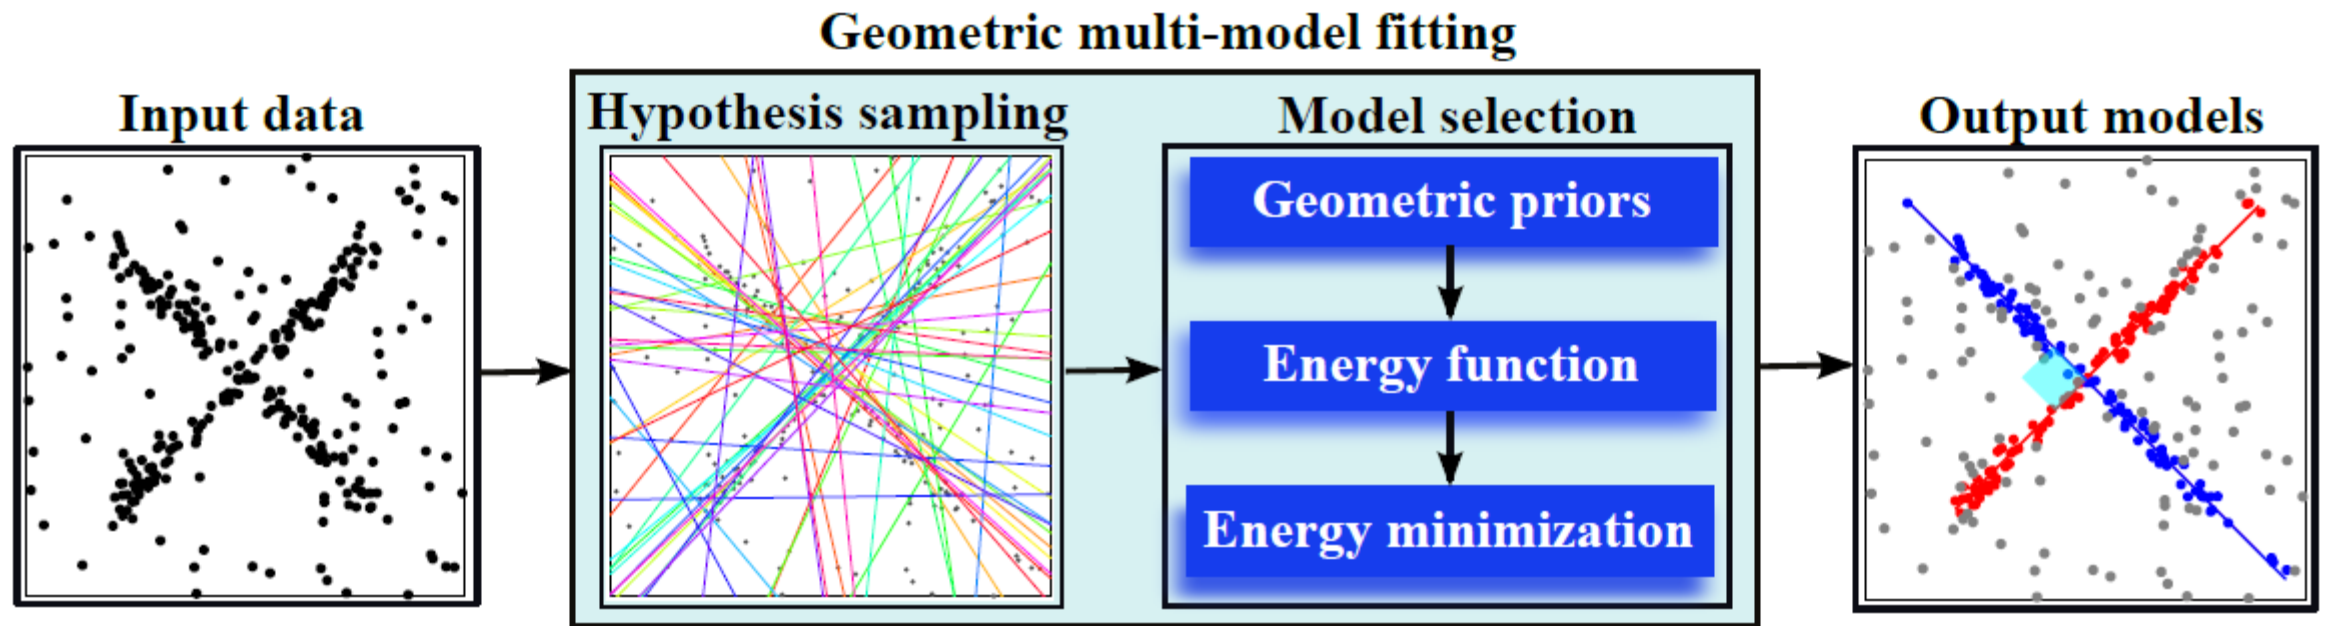 Geometric multi-model fitting
Input data
Hypothesis sampling
Model selection
Geometric priors
Energy function
Energy minimization
Output models